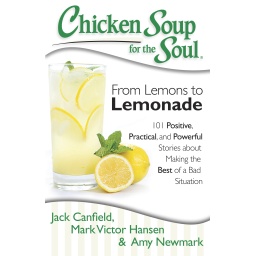 Chicken Soup
for the Soul®
From Lemons to
Lemonade
101 Positive,
Practical, and Powerful
Stories about
Making the
Best of a Bad
Situation
Jack Canfield,
Mark Victor Hansen
& Amy Newmark